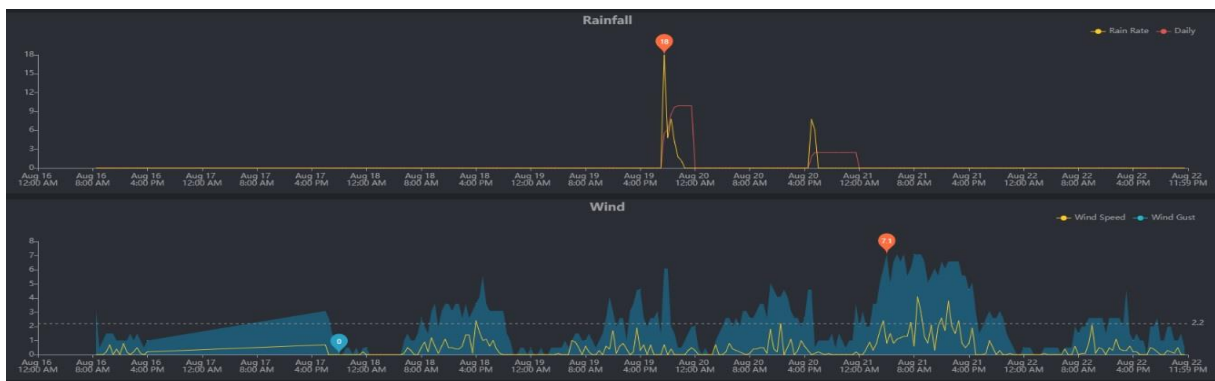 Rainfall
Rain Rate Daily
18
18
15
12
9
6
3
0
Aug 16 Aug 16 Aug 16 Aug 17 Aug 17 Aug 17 Aug 18 Aug 18 Aug 18 Aug 19 Aug 19 Aug 19 Aug 20 Aug 20 Aug 20 Aug 21 Aug 21 Aug 21 Aug 22 Aug 22 Aug 22 Aug 22
12:00 AM 8:00 AM 4:00 PM 12:00 AM 8:00 AM 4:00 PM 12:00 AM 8:00 AM 4:00 PM 12:00 AM 8:00 AM 4:00 PM 12:00 AM 8:00 AM 4:00 PM 12:00 AM 8:00 AM 4:00 PM 12:00 AM 8:00 AM 4:00 PM 11:59 PM
Wind
Wind Speed Wind Gust
8
7.1
7
6
5
4
3
2.2
2
1
0
0
Aug 16 Aug 16 Aug 16 Aug 17 Aug 17 Aug 17 Aug 18 Aug 18 Aug 18 Aug 19 Aug 19 Aug 19 Aug 20 Aug 20 Aug 20 Aug 21 Aug 21 Aug 21 Aug 22 Aug 22 Aug 22 Aug 22
12:00 AM 8:00 AM 4:00 PM 12:00 AM 8:00 AM 4:00 PM 12:00 AM 8:00 AM 4:00 PM 12:00 AM 8:00 AM 4:00 PM 12:00 AM 8:00 AM 4:00 PM 12:00 AM 8:00 AM 4:00 PM 12:00 AM 8:00 AM 4:00 PM 11:59 PM